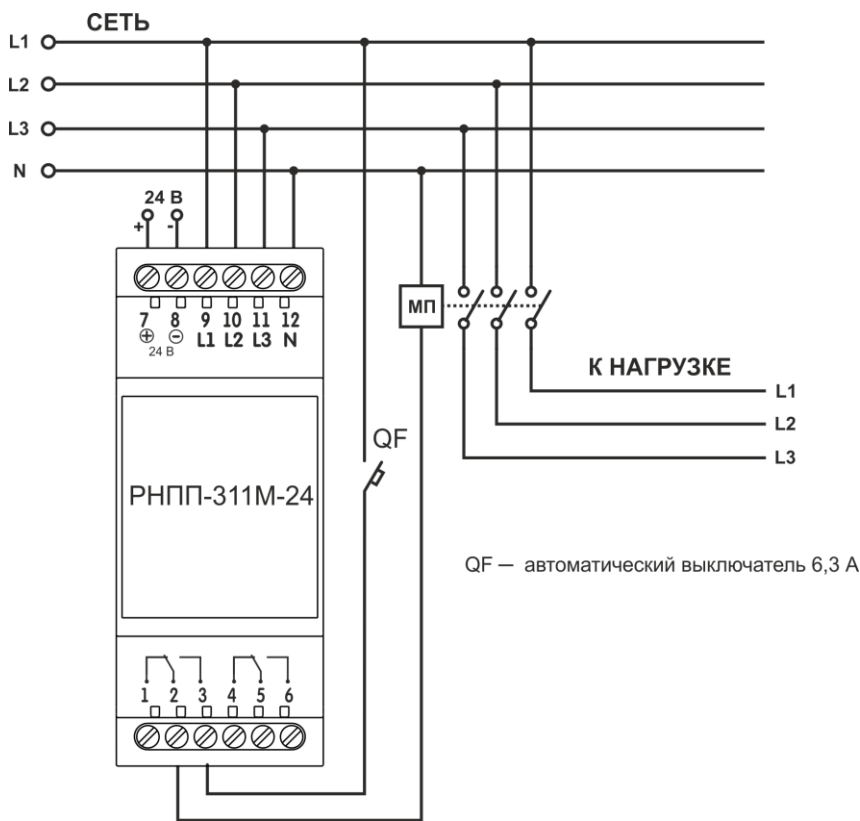 СЕТЬ
L1
L2
L3
N
24 В
+ -
7 8 9 10 11 12
+ - L1 L2 L3 N
24 В
МП
К НАГРУЗКЕ
L1
L2
L3
QF
РНПП-311М-24
QF — автоматический выключатель 6,3 А
1 2 3 4 5 6